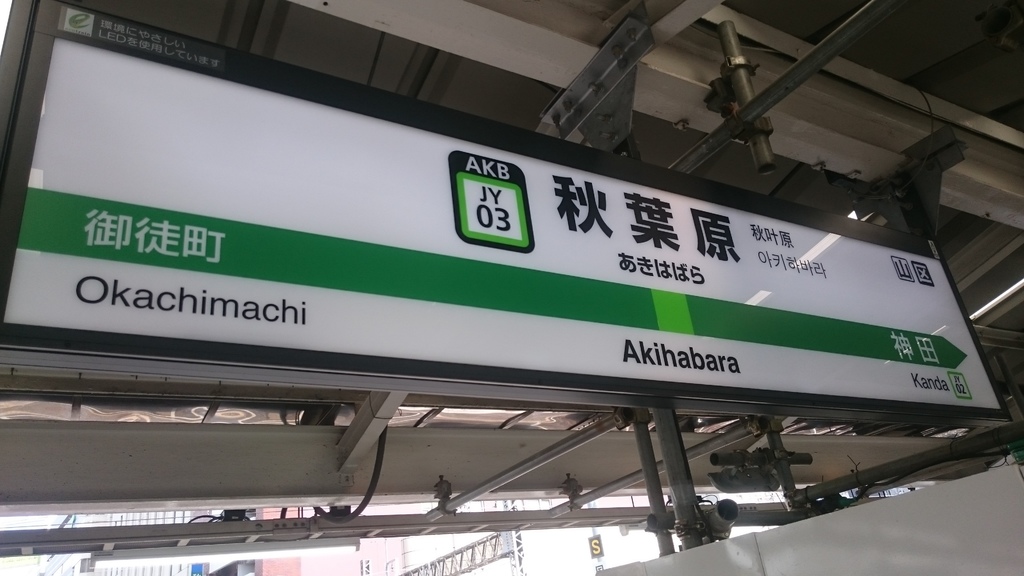 環境にやさしい
LEDを使用しています
AKB
JY
03
秋葉原
あきはばら
秋叶原
아키하바라
山区
御徒町
神田
Okachimachi
Akihabara
Kanda
JY
02
S